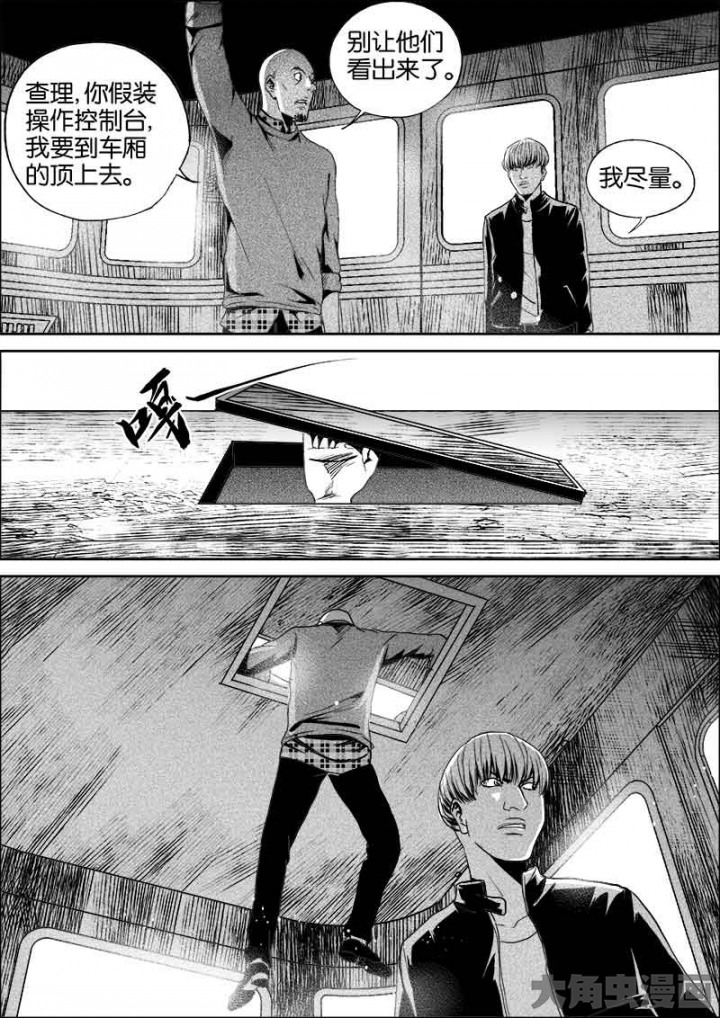 查理,你假装
操作控制台,
我要到车厢
的顶上去。
别让他们
看出来了。
我尽量。
嘎
大角虫漫画